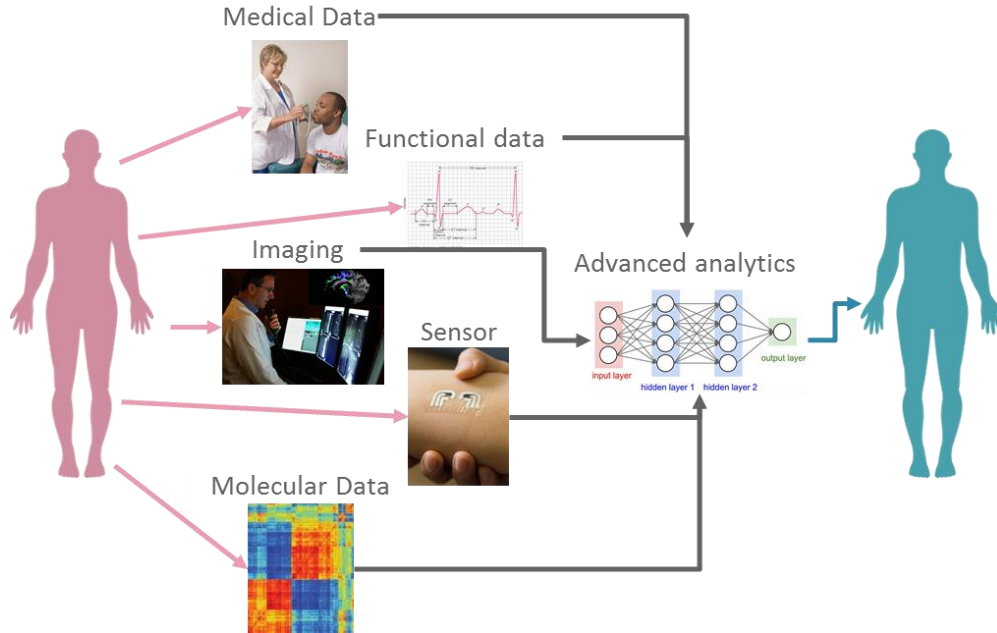 Medical Data
Functional data
Imaging
Advanced analytics
Sensor
input layer
hidden layer 1
hidden layer 2
output layer
Molecular Data